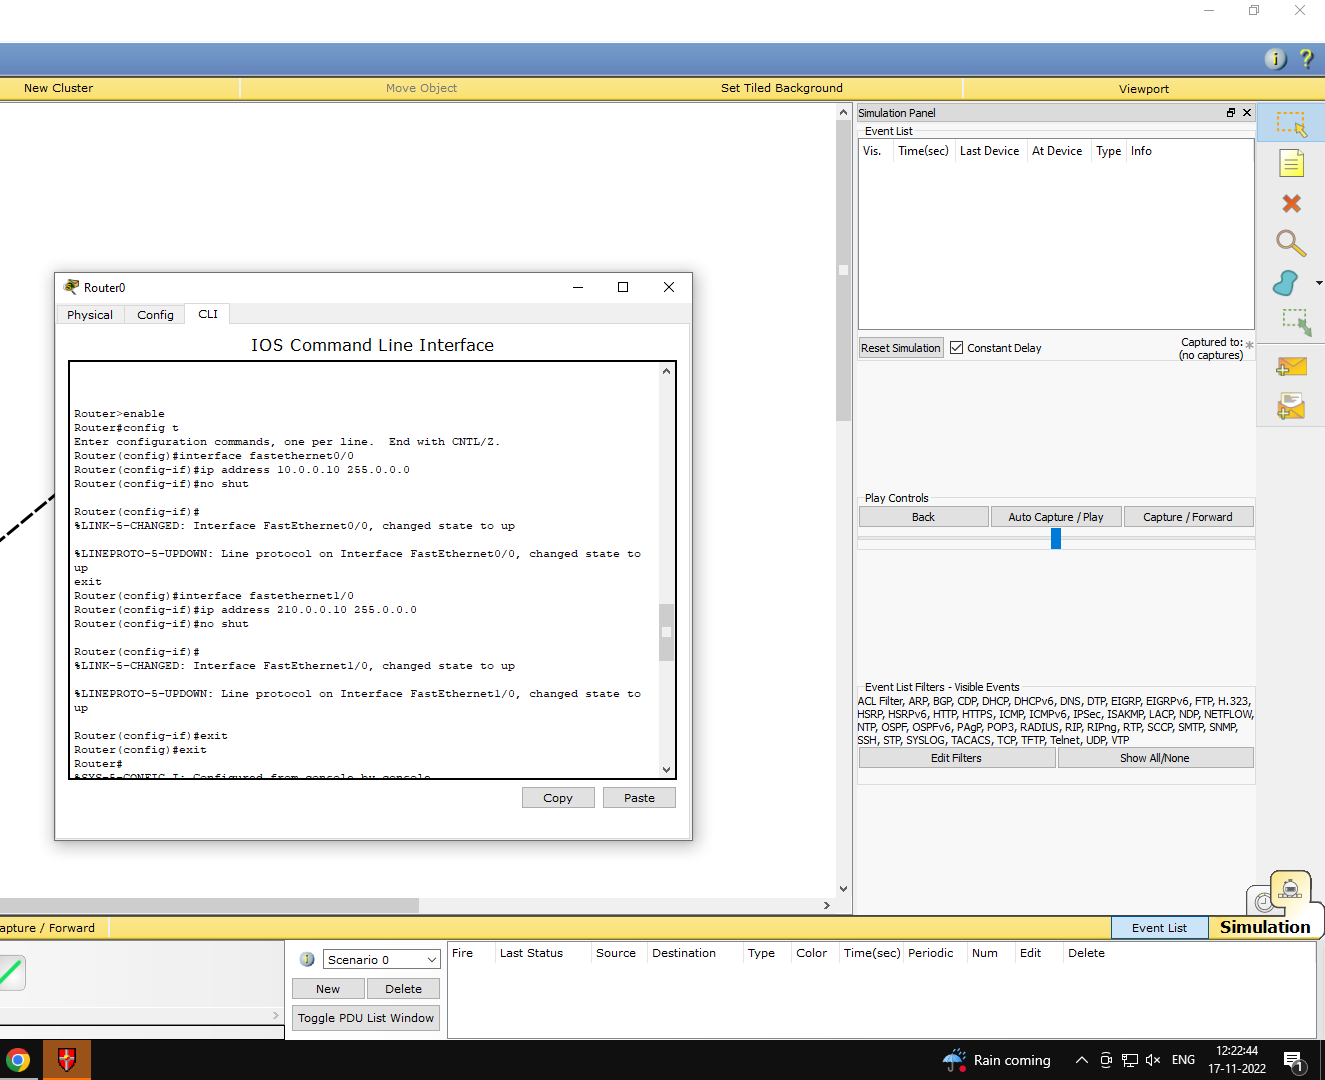 New Cluster
Move Object
Set Tiled Background
Viewport
Simulation Panel
Event List
Vis. Time(sec) Last Device At Device Type Info
Reset Simulation
Constant Delay
Captured to: *
(no captures)
Play Controls
Back
Auto Capture / Play
Capture / Forward
Event List Filters - Visible Events
ACL Filter, ARP, BGP, CDP, DHCP, DHCPv6, DNS, DTP, EIGRP, EIGRPv6, FTP, H.323,
HSRP, HSRPv6, HTTP, HTTPS, ICMP, ICMPv6, IPSec, ISAKMP, LACP, NDP, NETFLOW,
NTP, OSPF, OSPFv6, PAgP, POP3, RADIUS, RIP, RIPng, RTP, SCCP, SMTP, SNMP,
SSH, STP, SYSLOG, TACACS, TCP, TFTP, Telnet, UDP, VTP
Edit Filters
Show All/None
Router0
Physical Config CLI
IOS Command Line Interface
Router>enable
Router#config t
Enter configuration commands, one per line.  End with CNTL/Z.
Router(config)#interface fastethernet0/0
Router(config-if)#ip address 10.0.0.10 255.0.0.0
Router(config-if)#no shut
Router(config-if)#
%LINK-5-CHANGED: Interface FastEthernet0/0, changed state to up
%LINEPROTO-5-UPDOWN: Line protocol on Interface FastEthernet0/0, changed state to
up
exit
Router(config)#interface fastethernet1/0
Router(config-if)#ip address 210.0.0.10 255.0.0.0
Router(config-if)#no shut
Router(config-if)#
%LINK-5-CHANGED: Interface FastEthernet1/0, changed state to up
%LINEPROTO-5-UPDOWN: Line protocol on Interface FastEthernet1/0, changed state to
up
Router(config-if)#exit
Router(config)#exit
Router#
%SYS-5-CONFIG_I: Configured from console by console
Copy
Paste
apture / Forward
Event List
Simulation
Scenario 0
New
Delete
Toggle PDU List Window
Fire Last Status Source Destination Type Color Time(sec) Periodic Num Edit Delete
Rain coming
ENG
12:22:44
17-11-2022
1